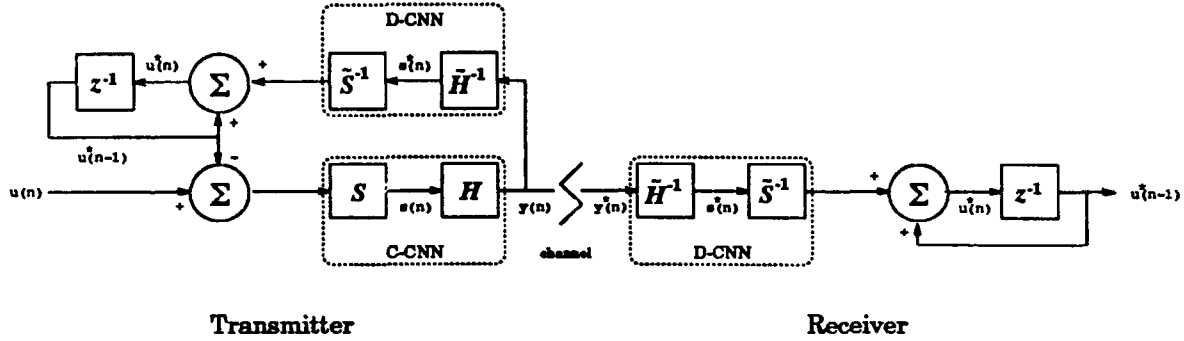 D-CNN
u*(n)
+
s*(n)
z⁻¹
Σ
S̃⁻¹
H̃⁻¹
+
u*(n-1)
-
u(n)
+
Σ
S
s(n)
H
y(n)
y*(n)
H̃⁻¹
s*(n)
S̃⁻¹
+
Σ
u*(n)
z⁻¹
u*(n-1)
+
C-CNN
channel
D-CNN
Transmitter
Receiver